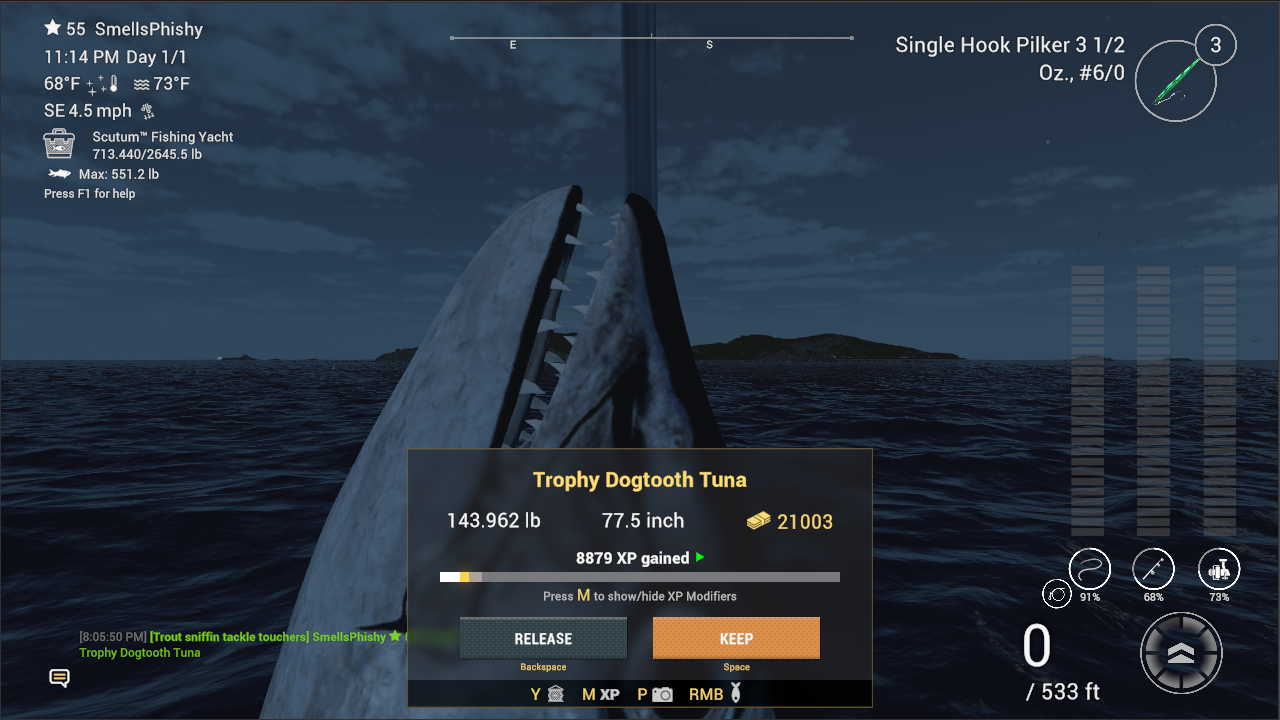 55 SmellsPhishy
11:14 PM Day 1/1
68°F 73°F
SE 4.5 mph
Scutum™ Fishing Yacht
713.440/2645.5 lb
Max: 551.2 lb
Press F1 for help
E S
Single Hook Pilker 3 1/2
Oz., #6/0
3
Trophy Dogtooth Tuna
143.962 lb 77.5 inch 21003
8879 XP gained
Press M to show/hide XP Modifiers
RELEASE KEEP
Backspace Space
Y M XP P RMB
[8:05:50 PM] [Trout sniffin tackle touchers] SmellsPhishy
Trophy Dogtooth Tuna
91% 68% 73%
0
/ 533 ft